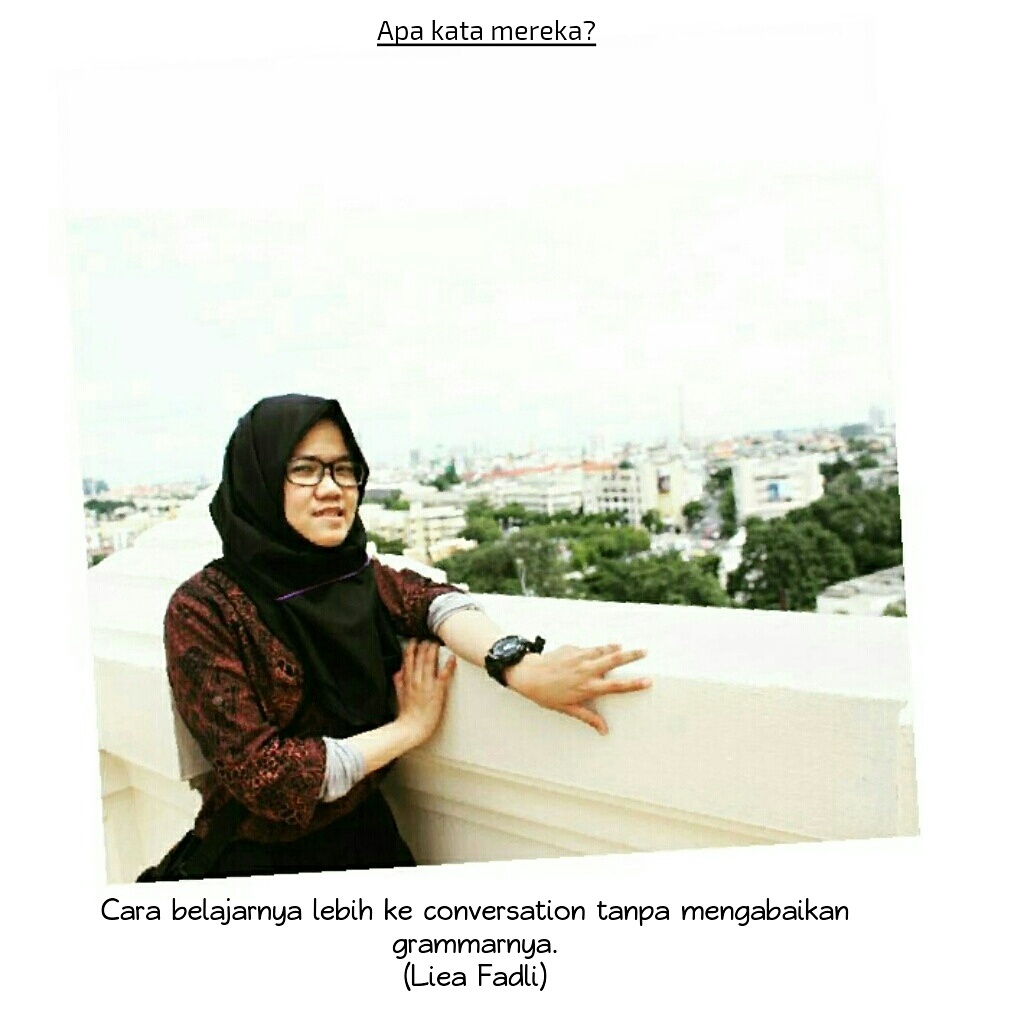 Apa kata mereka?
Cara belajarnya lebih ke conversation tanpa mengabaikan
grammarnya.
(Liea Fadli)